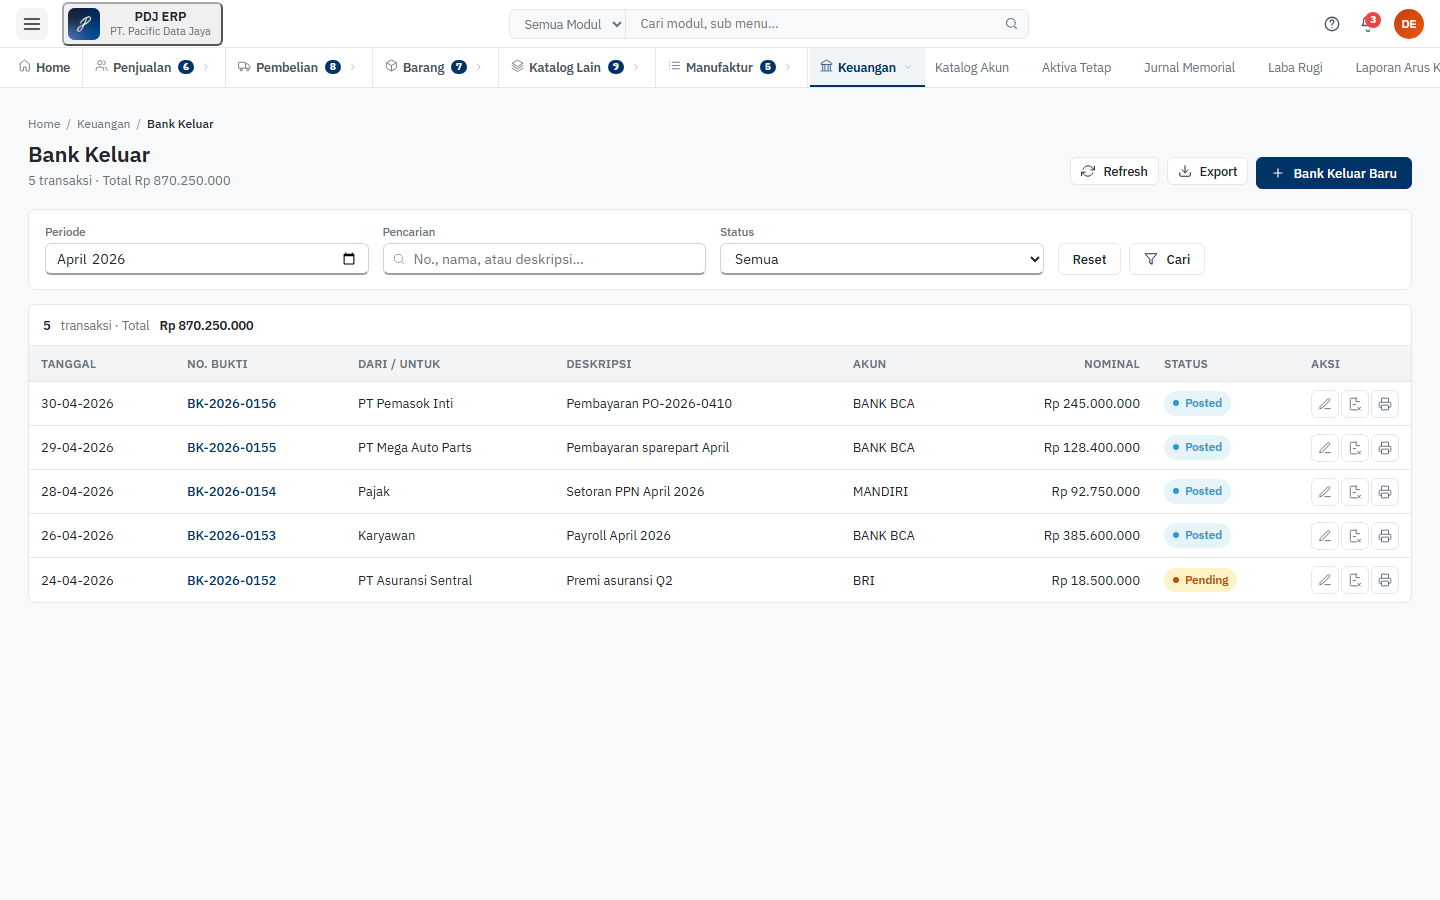 PDJ ERP
PT. Pacific Data Jaya
Semua Modul
Cari modul, sub menu...
3
DE
Home
Penjualan 6
Pembelian 8
Barang 7
Katalog Lain 9
Manufaktur 5
Keuangan
Katalog Akun
Aktiva Tetap
Jurnal Memorial
Laba Rugi
Laporan Arus K
Home / Keuangan / Bank Keluar
Bank Keluar
5 transaksi · Total Rp 870.250.000
Refresh
Export
Bank Keluar Baru
Periode
April 2026
Pencarian
No., nama, atau deskripsi...
Status
Semua
Reset
Cari
5 transaksi · Total Rp 870.250.000
TANGGAL NO. BUKTI DARI / UNTUK DESKRIPSI AKUN NOMINAL STATUS AKSI
30-04-2026 BK-2026-0156 PT Pemasok Inti Pembayaran PO-2026-0410 BANK BCA Rp 245.000.000 Posted
29-04-2026 BK-2026-0155 PT Mega Auto Parts Pembayaran sparepart April BANK BCA Rp 128.400.000 Posted
28-04-2026 BK-2026-0154 Pajak Setoran PPN April 2026 MANDIRI Rp 92.750.000 Posted
26-04-2026 BK-2026-0153 Karyawan Payroll April 2026 BANK BCA Rp 385.600.000 Posted
24-04-2026 BK-2026-0152 PT Asuransi Sentral Premi asuransi Q2 BRI Rp 18.500.000 Pending